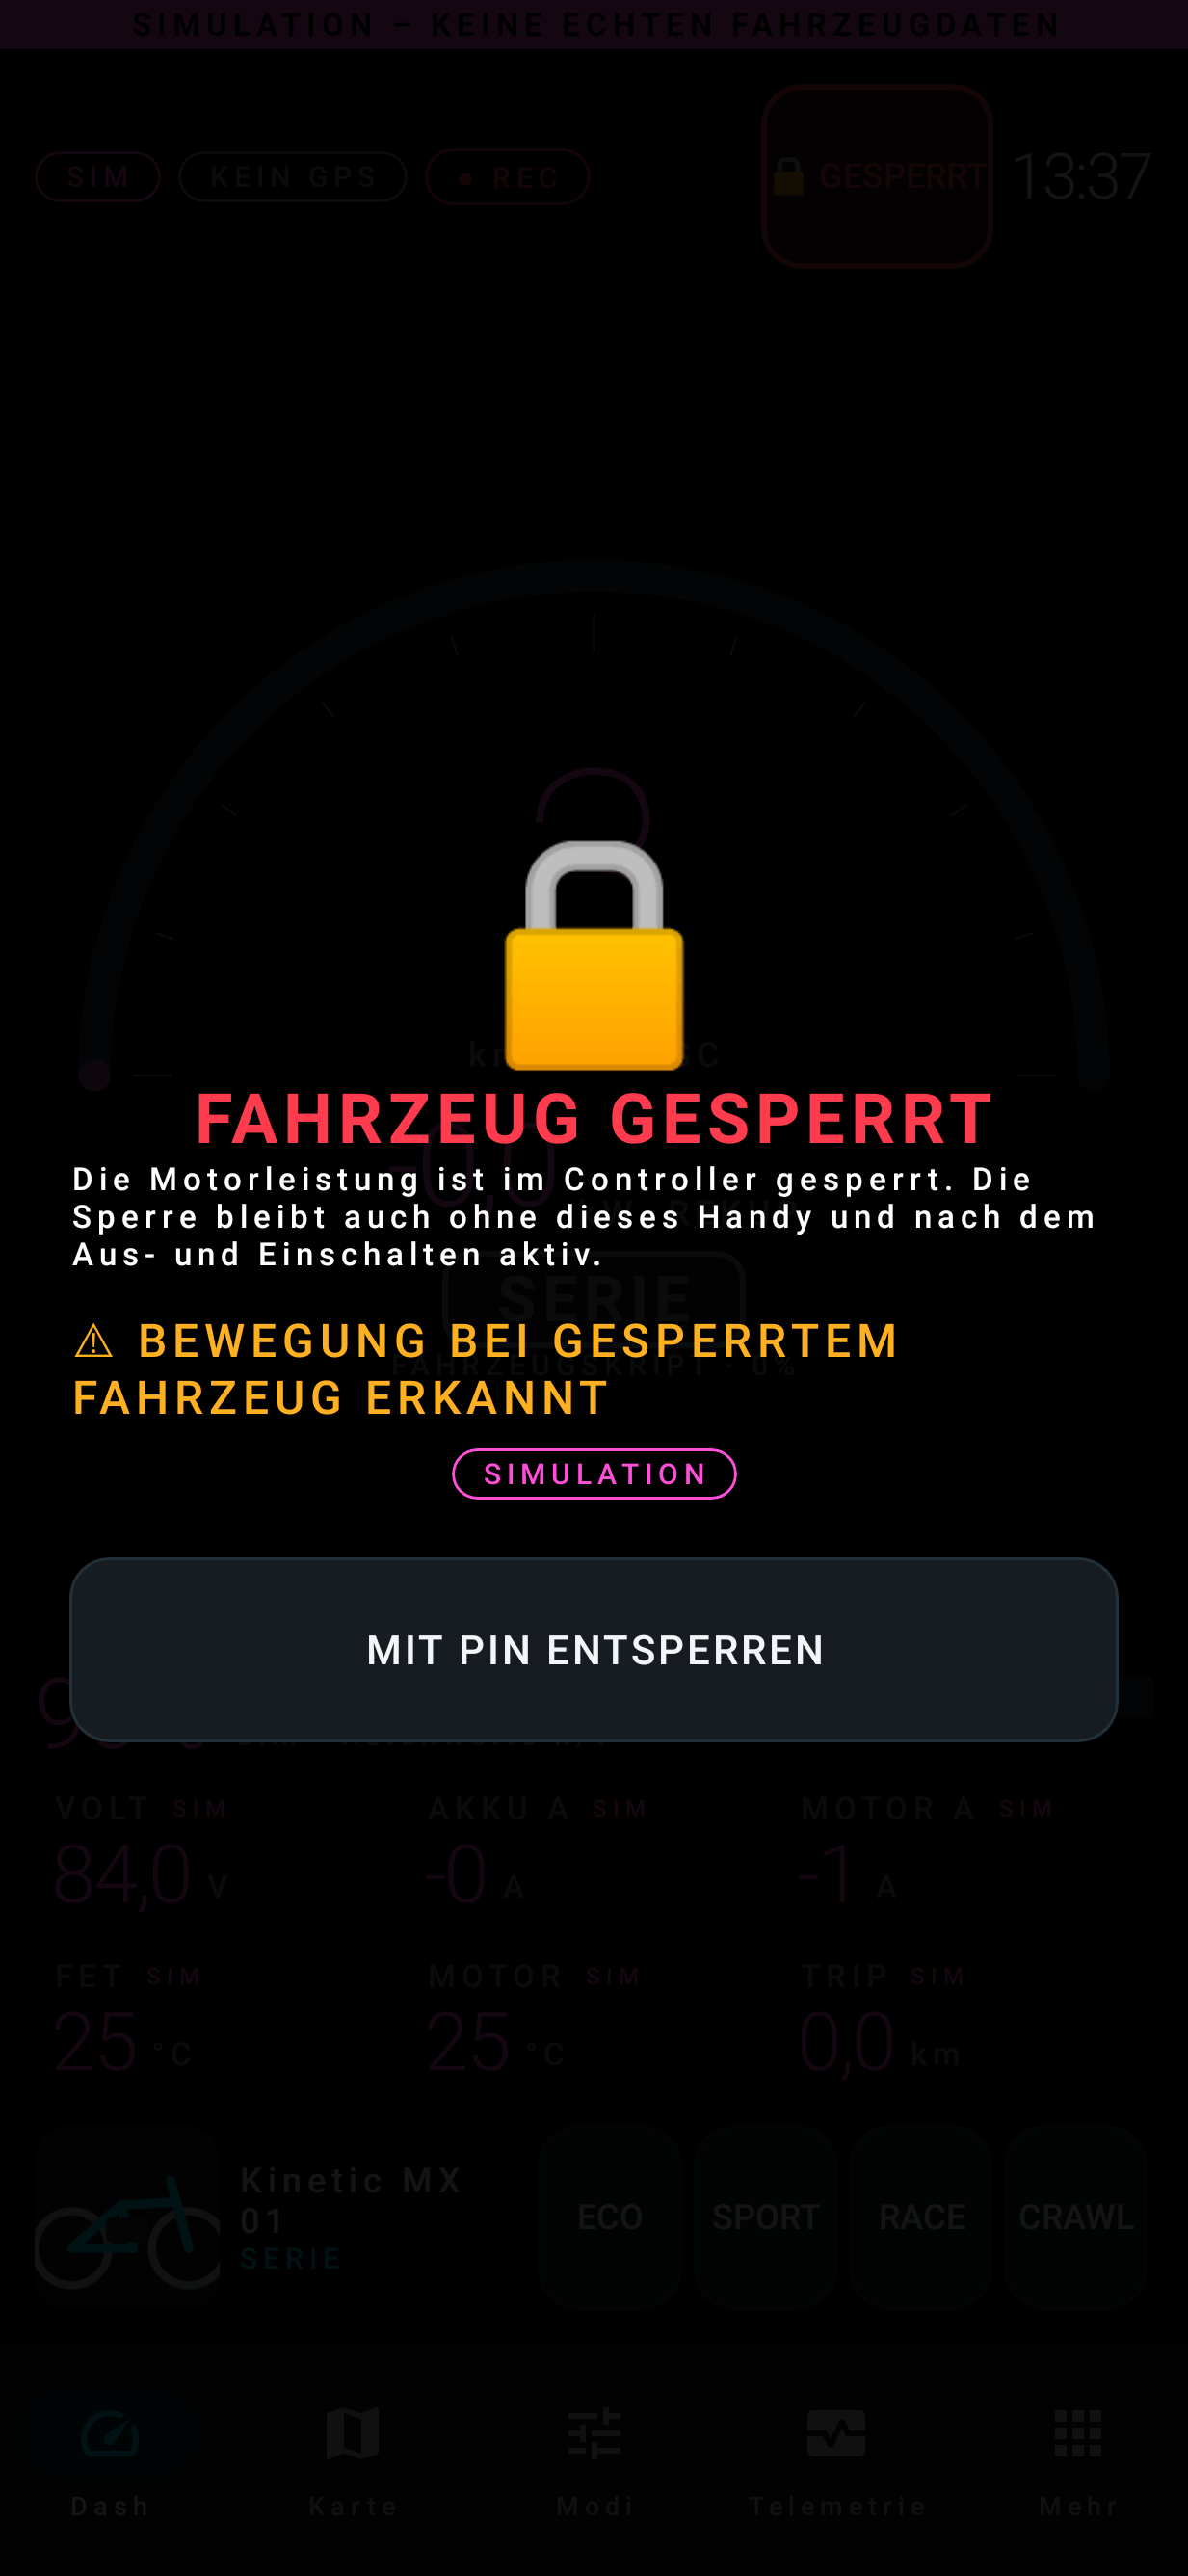 SIMULATION – KEINE ECHTEN FAHRZEUGDATEN
SIM
KEIN GPS
● REC
🔒 GESPERRT
13:37
FAHRZEUG GESPERRT
Die Motorleistung ist im Controller gesperrt. Die
Sperre bleibt auch ohne dieses Handy und nach dem
Aus- und Einschalten aktiv.
SERIE
⚠ BEWEGUNG BEI GESPERRTEM
FAHRZEUG ERKANNT
FAHRZEUGSKRIPT · 0%
SIMULATION
MIT PIN ENTSPERREN
VOLT SIM
84,0 V
AKKU A SIM
-0 A
MOTOR A SIM
-1 A
FET SIM
25 °C
MOTOR SIM
25 °C
TRIP SIM
0,0 km
Kinetic MX
01
SERIE
ECO
SPORT
RACE
CRAWL
Dash
Karte
Modi
Telemetrie
Mehr